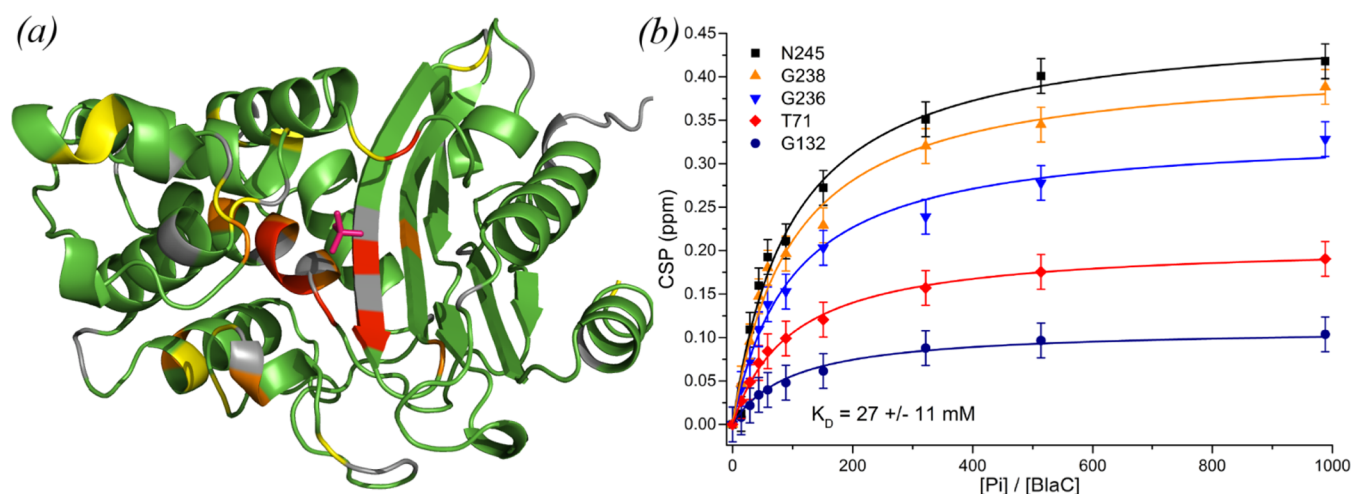 (a)
(b)
0.45
0.40
0.35
0.30
0.25
0.20
0.15
0.10
0.05
0.00
CSP (ppm)
N245
G238
G236
T71
G132
K_D = 27 +/- 11 mM
0
200
400
600
800
1000
[Pi] / [BlaC]